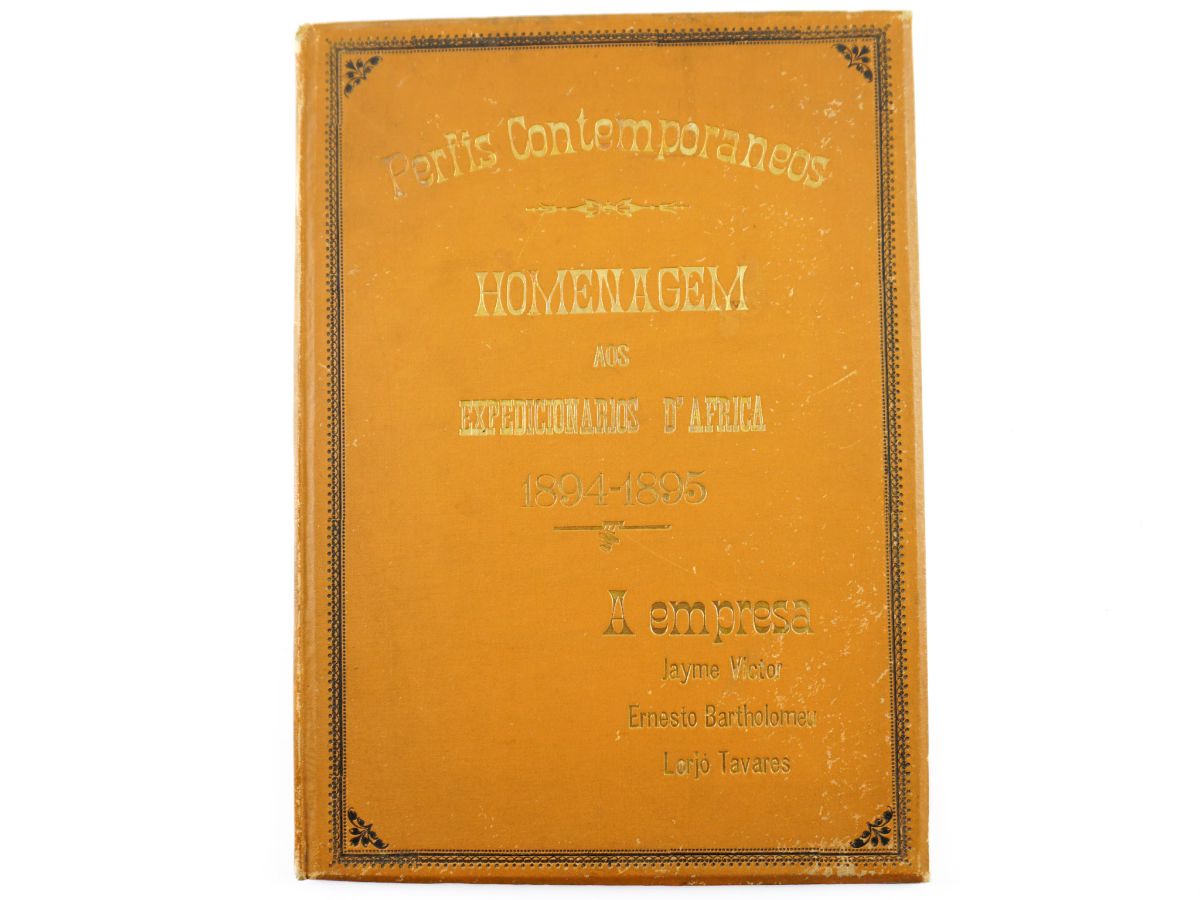 Perfis Contemporaneos
HOMENAGEM
AOS
EXPEDICIONARIOS D'AFRICA
1894-1895
A empresa
Jayme Victor
Ernesto Bartholomeu
Lorjó Tavares